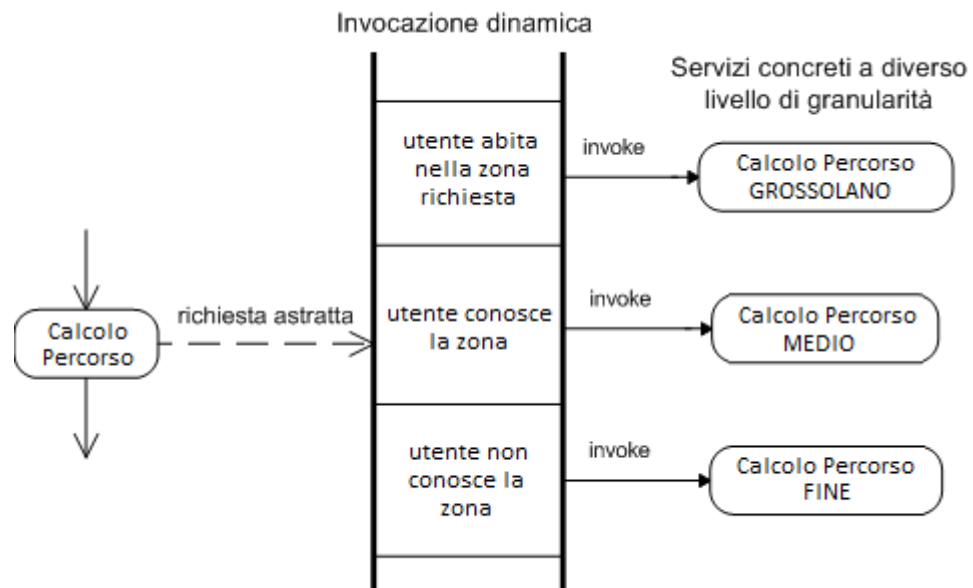 Invocazione dinamica
Servizi concreti a diverso
livello di granularità
utente abita
nella zona
richiesta
invoke
Calcolo Percorso
GROSSOLANO
richiesta astratta
Calcolo
Percorso
utente conosce
la zona
invoke
Calcolo Percorso
MEDIO
utente non
conosce la
zona
invoke
Calcolo Percorso
FINE